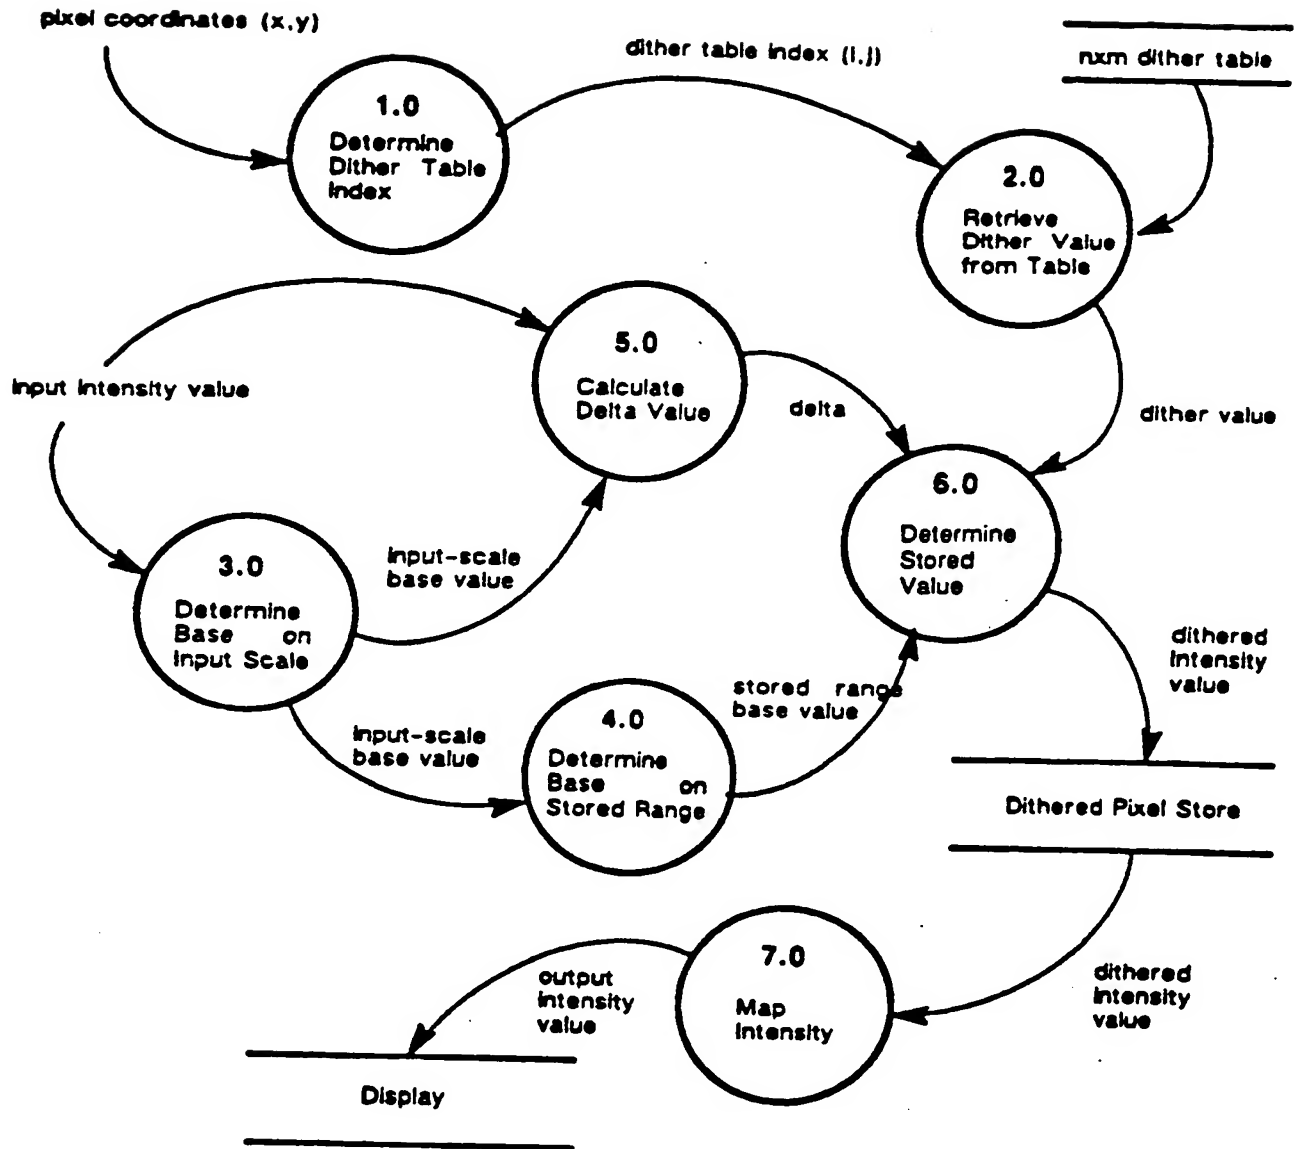 pixel coordinates (x,y)
dither table index (i,j)
nxm dither table
1.0
Determine
Dither Table
Index
2.0
Retrieve
Dither Value
from Table
5.0
Calculate
Delta Value
input intensity value
delta
dither value
6.0
Determine
Stored
Value
3.0
Determine
Base on
Input Scale
input-scale
base value
dithered
intensity
value
stored range
base value
4.0
Determine
Base on
Stored Range
input-scale
base value
Dithered Pixel Store
7.0
Map
Intensity
output
intensity
value
dithered
intensity
value
Display